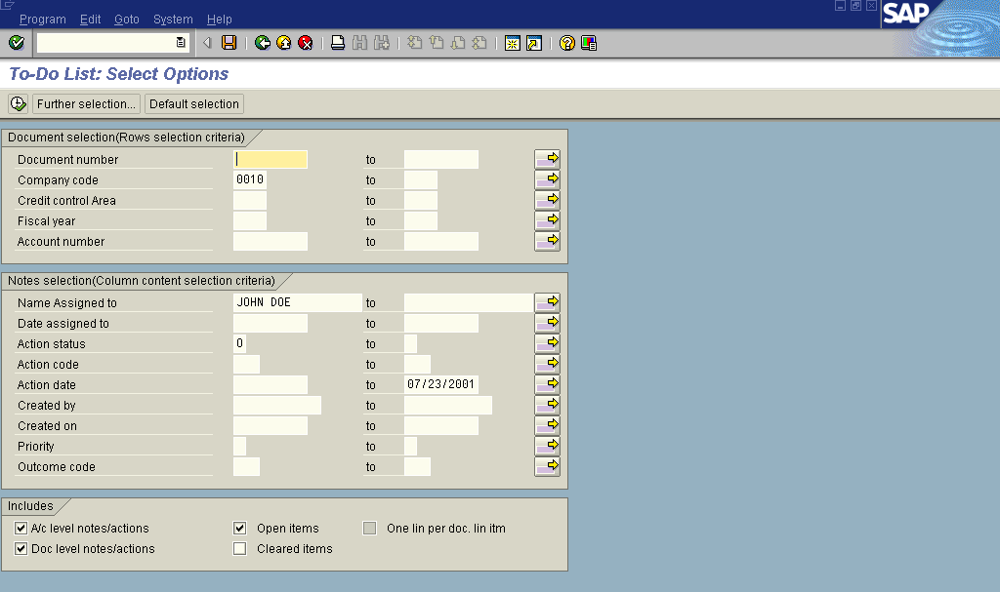 Program Edit Goto System Help
SAP
To-Do List: Select Options
Further selection... Default selection
Document selection(Rows selection criteria)
Document number to
Company code 0010 to
Credit control Area to
Fiscal year to
Account number to
Notes selection(Column content selection criteria)
Name Assigned to JOHN DOE to
Date assigned to to
Action status 0 to
Action code to
Action date to 07/23/2001
Created by to
Created on to
Priority to
Outcome code to
Includes
A/c level notes/actions Open items One lin per doc. lin itm
Doc level notes/actions Cleared items